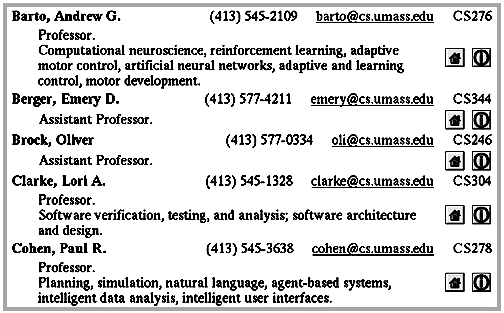 Barto, Andrew G. (413) 545-2109 barto@cs.umass.edu CS276
Professor.
Computational neuroscience, reinforcement learning, adaptive
motor control, artificial neural networks, adaptive and learning
control, motor development.
Berger, Emery D. (413) 577-4211 emery@cs.umass.edu CS344
Assistant Professor.
Brock, Oliver (413) 577-0334 oli@cs.umass.edu CS246
Assistant Professor.
Clarke, Lori A. (413) 545-1328 clarke@cs.umass.edu CS304
Professor.
Software verification, testing, and analysis; software architecture
and design.
Cohen, Paul R. (413) 545-3638 cohen@cs.umass.edu CS278
Professor.
Planning, simulation, natural language, agent-based systems,
intelligent data analysis, intelligent user interfaces.